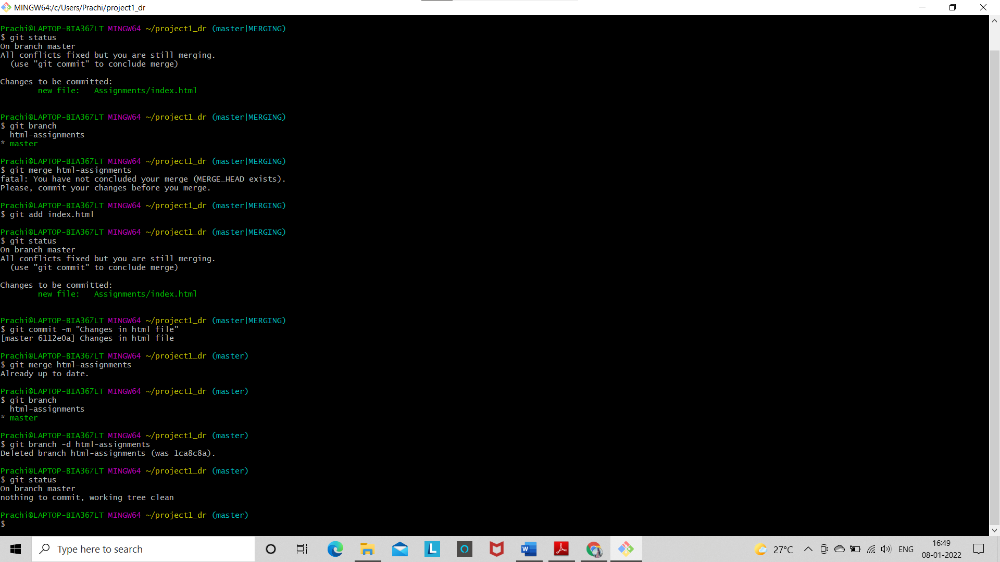 MINGW64:/c/Users/Prachi/project1_dr
Prachi@LAPTOP-BIA367LT MINGW64 ~/project1_dr (master|MERGING)
$ git status
On branch master
All conflicts fixed but you are still merging.
  (use "git commit" to conclude merge)
Changes to be committed:
        new file:   Assignments/index.html
Prachi@LAPTOP-BIA367LT MINGW64 ~/project1_dr (master|MERGING)
$ git branch
  html-assignments
* master
Prachi@LAPTOP-BIA367LT MINGW64 ~/project1_dr (master|MERGING)
$ git merge html-assignments
fatal: You have not concluded your merge (MERGE_HEAD exists).
Please, commit your changes before you merge.
Prachi@LAPTOP-BIA367LT MINGW64 ~/project1_dr (master|MERGING)
$ git add index.html
Prachi@LAPTOP-BIA367LT MINGW64 ~/project1_dr (master|MERGING)
$ git status
On branch master
All conflicts fixed but you are still merging.
  (use "git commit" to conclude merge)
Changes to be committed:
        new file:   Assignments/index.html
Prachi@LAPTOP-BIA367LT MINGW64 ~/project1_dr (master|MERGING)
$ git commit -m "Changes in html file"
[master 6112e0a] Changes in html file
Prachi@LAPTOP-BIA367LT MINGW64 ~/project1_dr (master)
$ git merge html-assignments
Already up to date.
Prachi@LAPTOP-BIA367LT MINGW64 ~/project1_dr (master)
$ git branch
  html-assignments
* master
Prachi@LAPTOP-BIA367LT MINGW64 ~/project1_dr (master)
$ git branch -d html-assignments
Deleted branch html-assignments (was 1ca8c8a).
Prachi@LAPTOP-BIA367LT MINGW64 ~/project1_dr (master)
$ git status
On branch master
nothing to commit, working tree clean
Prachi@LAPTOP-BIA367LT MINGW64 ~/project1_dr (master)
$
Type here to search
L
W
27°C
ENG
16:49
08-01-2022